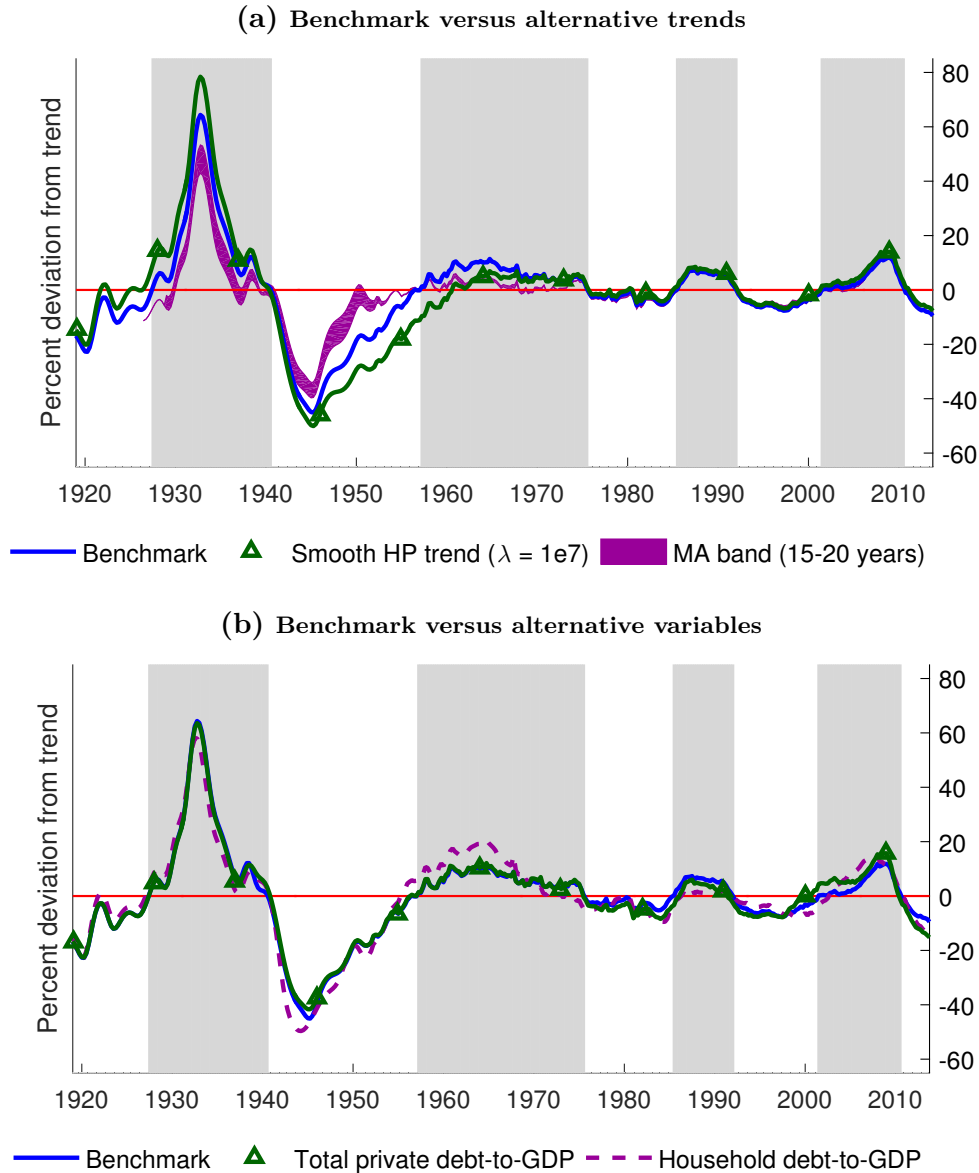 (a) Benchmark versus alternative trends
Percent deviation from trend
80
60
40
20
0
-20
-40
-60
1920 1930 1940 1950 1960 1970 1980 1990 2000 2010
Benchmark Smooth HP trend (λ = 1e7) MA band (15-20 years)
(b) Benchmark versus alternative variables
Percent deviation from trend
80
60
40
20
0
-20
-40
-60
1920 1930 1940 1950 1960 1970 1980 1990 2000 2010
Benchmark Total private debt-to-GDP Household debt-to-GDP